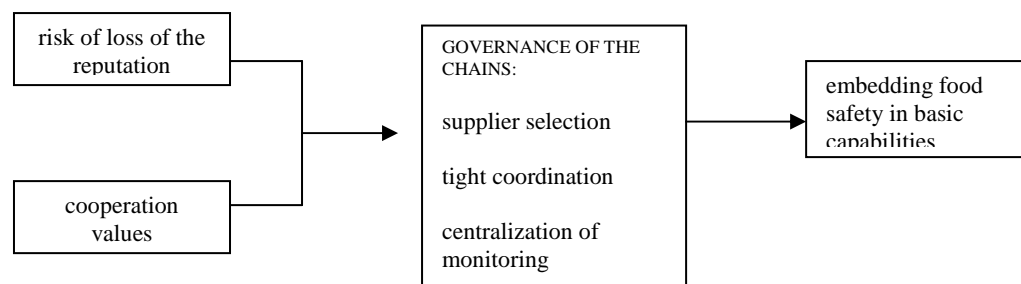 risk of loss of the
reputation
cooperation
values
GOVERNANCE OF THE
CHAINS:
supplier selection
tight coordination
centralization of
monitoring
embedding food
safety in basic
capabilities